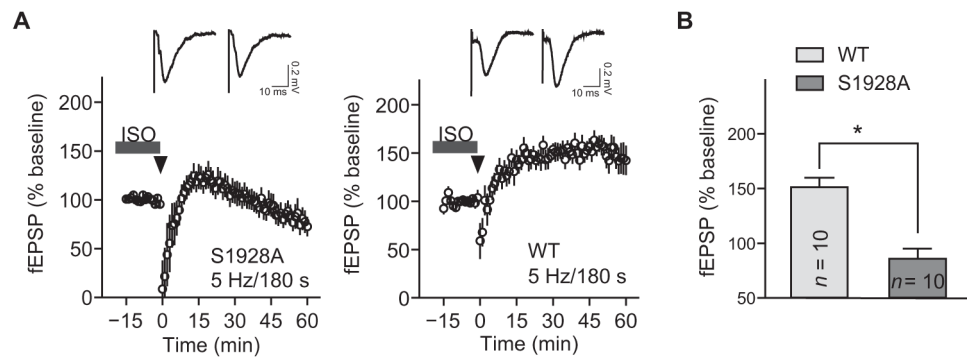 A
0.2 mV
10 ms
fEPSP (% baseline)
200
150
100
50
0
ISO
S1928A
5 Hz/180 s
−15 0 15 30 45 60
Time (min)
0.2 mV
10 ms
fEPSP (% baseline)
200
150
100
50
0
ISO
WT
5 Hz/180 s
−15 0 15 30 45 60
Time (min)
B
WT
S1928A
fEPSP (% baseline)
200
150
100
50
*
n = 10
n = 10